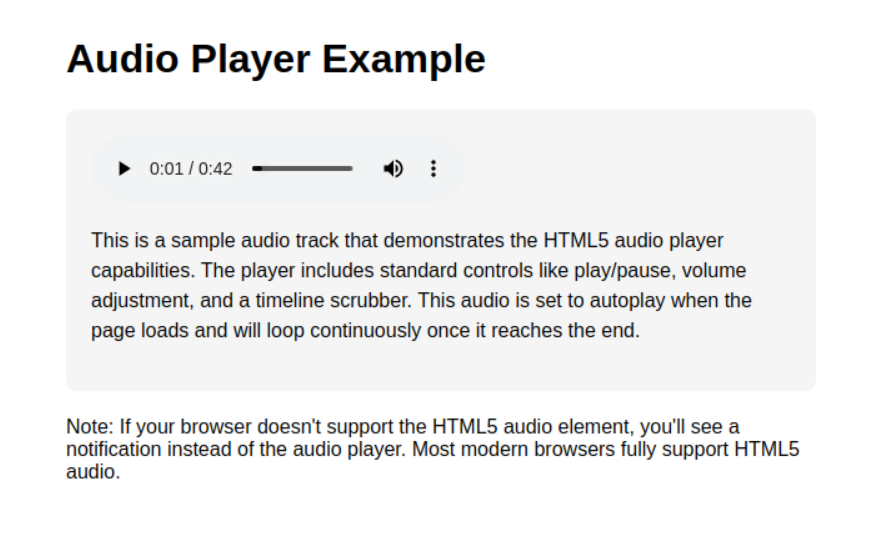 Audio Player Example
0:01 / 0:42
This is a sample audio track that demonstrates the HTML5 audio player
capabilities. The player includes standard controls like play/pause, volume
adjustment, and a timeline scrubber. This audio is set to autoplay when the
page loads and will loop continuously once it reaches the end.
Note: If your browser doesn't support the HTML5 audio element, you'll see a
notification instead of the audio player. Most modern browsers fully support HTML5
audio.